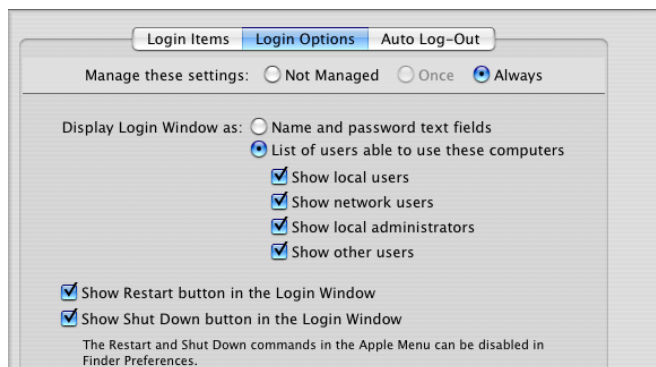 Login Items Login Options Auto Log-Out
Manage these settings: Not Managed Once Always
Display Login Window as: Name and password text fields
List of users able to use these computers
Show local users
Show network users
Show local administrators
Show other users
Show Restart button in the Login Window
Show Shut Down button in the Login Window
The Restart and Shut Down commands in the Apple Menu can be disabled in
Finder Preferences.